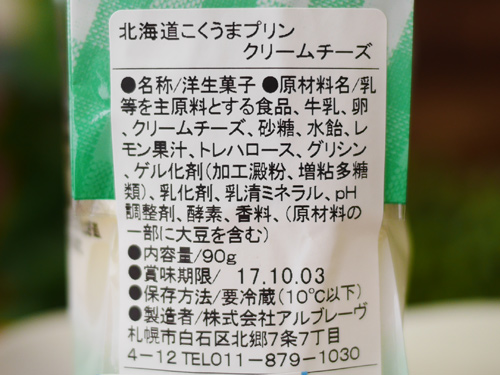 北海道こくうまプリン
クリームチーズ
●名称/洋生菓子●原材料名/乳
等を主原料とする食品、牛乳、卵
、クリームチーズ、砂糖、水飴、レ
モン果汁、トレハロース、グリシン
、ゲル化剤(加工澱粉、増粘多糖
類)、乳化剤、乳清ミネラル、pH
調整剤、酵素、香料、(原材料の
一部に大豆を含む)
●内容量/90g
●賞味期限/ 17.10.03
●保存方法/要冷蔵(10℃以下)
●製造者/株式会社アルブレーヴ
札幌市白石区北郷7条7丁目
4-12 TEL011-879-1030